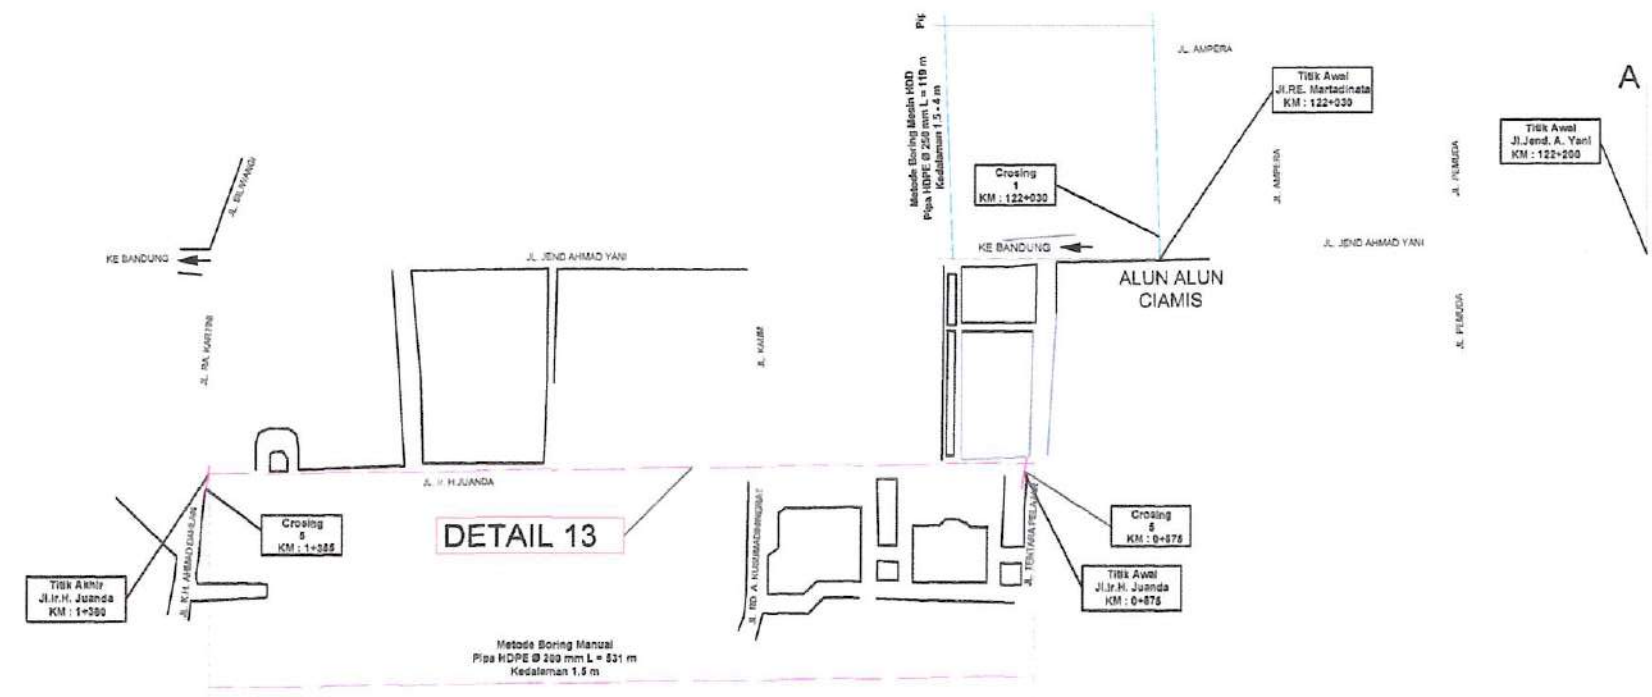 Pip
JL. AMPERA
A
Titik Awal
Jl.RE. Martadinata
KM : 122+030
Titik Awal
Jl.Jend. A. Yani
KM : 122+200
Metode Boring Mesin HDD
Pipa HDPE Ø 250 mm L = 119 m
Kedalaman 1.5 - 4 m
Crosing
1
KM : 122+030
JL. AMPERA
JL. PEMUDA
JL. SILIWANGI
KE BANDUNG
JL. JEND AHMAD YANI
KE BANDUNG
JL. JEND AHMAD YANI
ALUN ALUN
CIAMIS
JL. RA. KARTINI
JL. KAUM
JL. PEMUDA
JL. Ir. H.JUANDA
DETAIL 13
Crosing
5
KM : 1+385
JL. K.H. AHMAD DAHLAN
Titik Akhir
Jl.Ir.H. Juanda
KM : 1+380
JL. RD. A. KUSUMADININGRAT
JL. TENTARA PELAJAR
Crosing
5
KM : 0+875
Titik Awal
Jl.Ir.H. Juanda
KM : 0+875
Metode Boring Manual
Pipa HDPE Ø 200 mm L = 531 m
Kedalaman 1.5 m